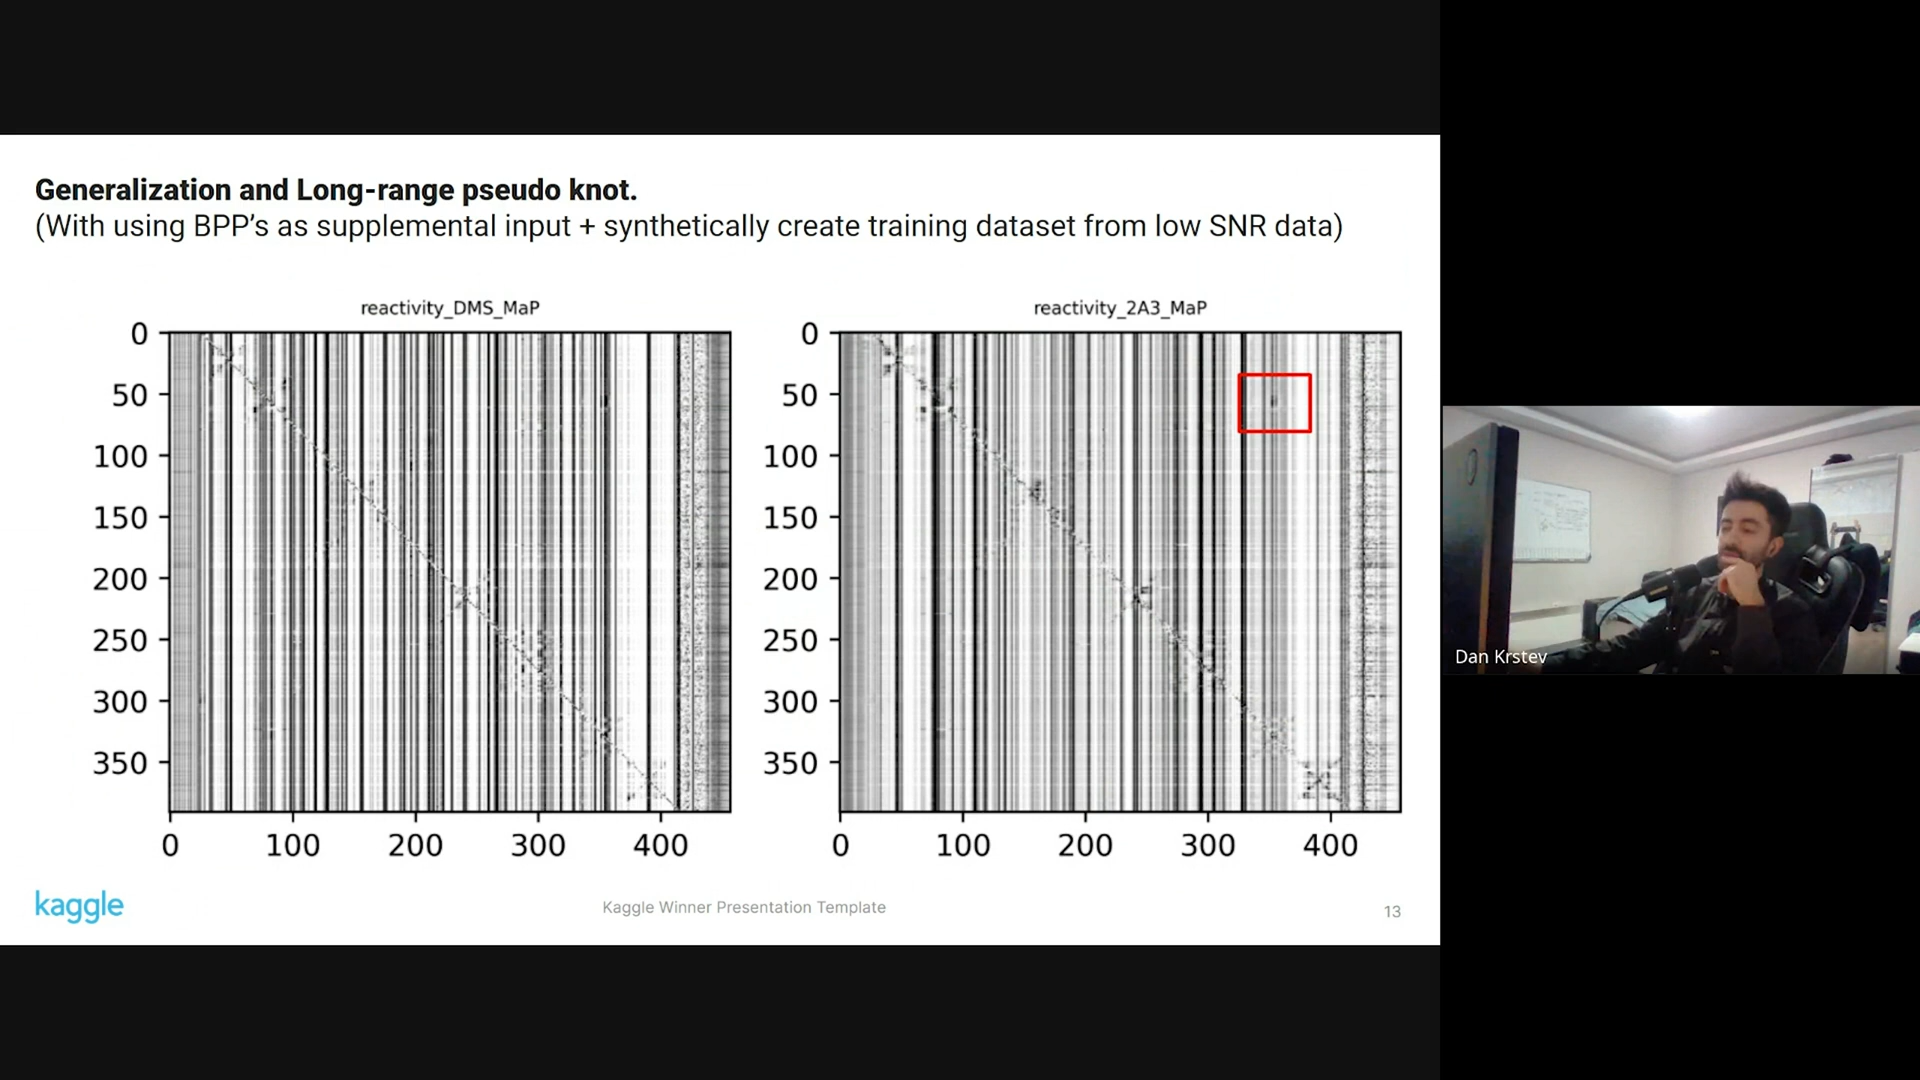 Generalization and Long-range pseudo knot.
(With using BPP's as supplemental input + synthetically create training dataset from low SNR data)
reactivity_DMS_MaP
0
50
100
150
200
250
300
350
0 100 200 300 400
reactivity_2A3_MaP
0
50
100
150
200
250
300
350
0 100 200 300 400
kaggle
Kaggle Winner Presentation Template
13
Dan Krstev